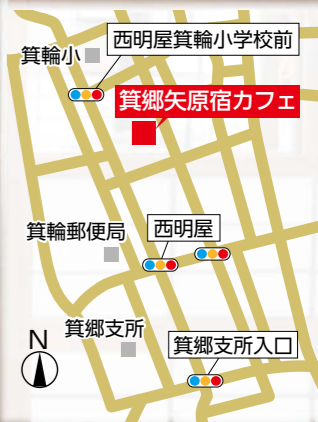 西明屋箕輪小学校前
箕輪小
箕郷矢原宿カフェ
箕輪郵便局
西明屋
箕郷支所
N
箕郷支所入口